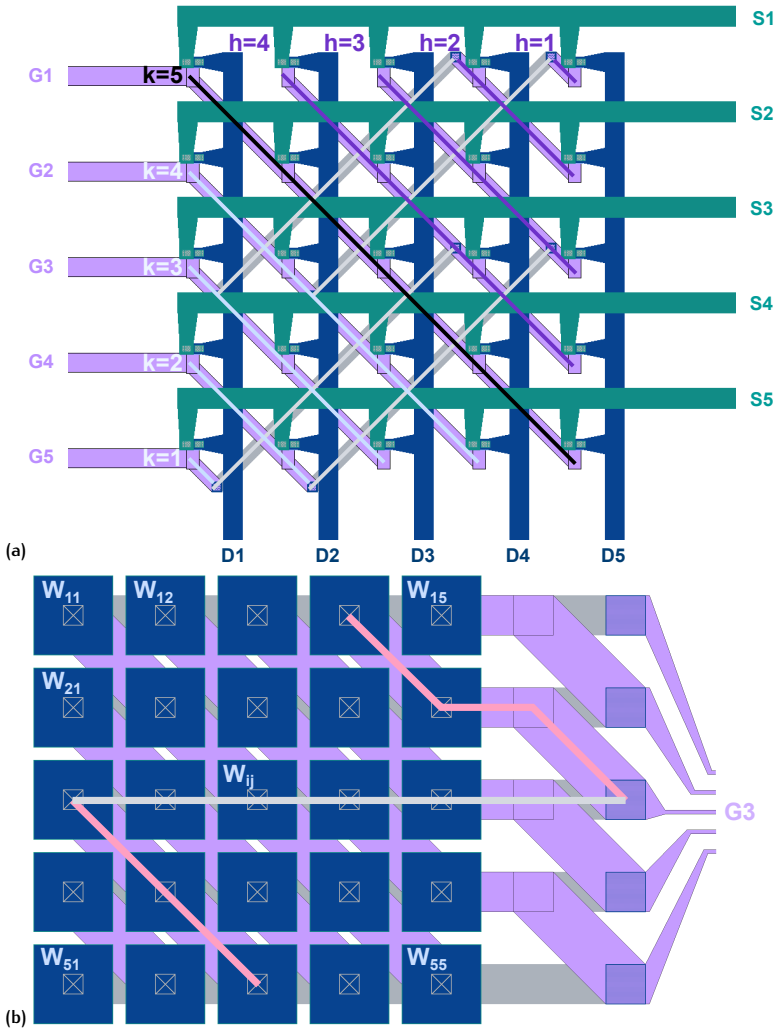 S1
h=4 h=3 h=2 h=1
G1 k=5
S2
G2 k=4
S3
G3 k=3
S4
G4 k=2
S5
G5 k=1
(a) D1 D2 D3 D4 D5
W11 W12 W15
W21
Wij
G3
W51 W55
(b)